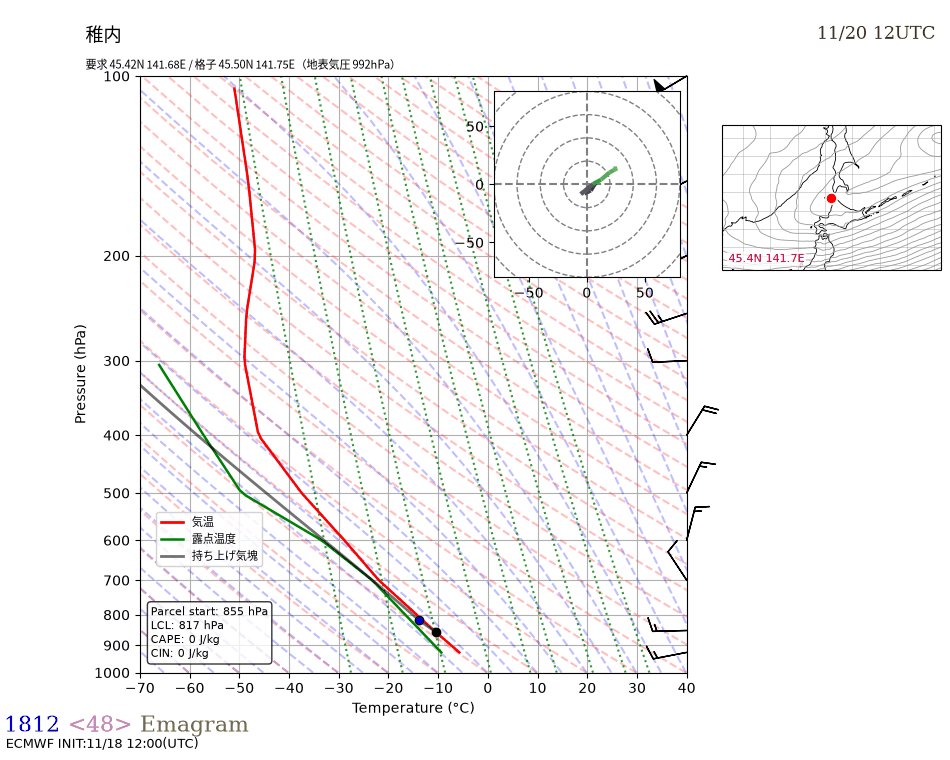 稚内
11/20 12UTC
要求 45.42N 141.68E / 格子 45.50N 141.75E（地表気圧 992hPa）
100
200
300
400
500
600
700
800
900
1000
Pressure (hPa)
50
0
−50
−50 0 50
45.4N 141.7E
気温
露点温度
持ち上げ気塊
Parcel start: 855 hPa
LCL: 817 hPa
CAPE: 0 J/kg
CIN: 0 J/kg
−70 −60 −50 −40 −30 −20 −10 0 10 20 30 40
Temperature (°C)
1812 <48> Emagram
ECMWF INIT:11/18 12:00(UTC)